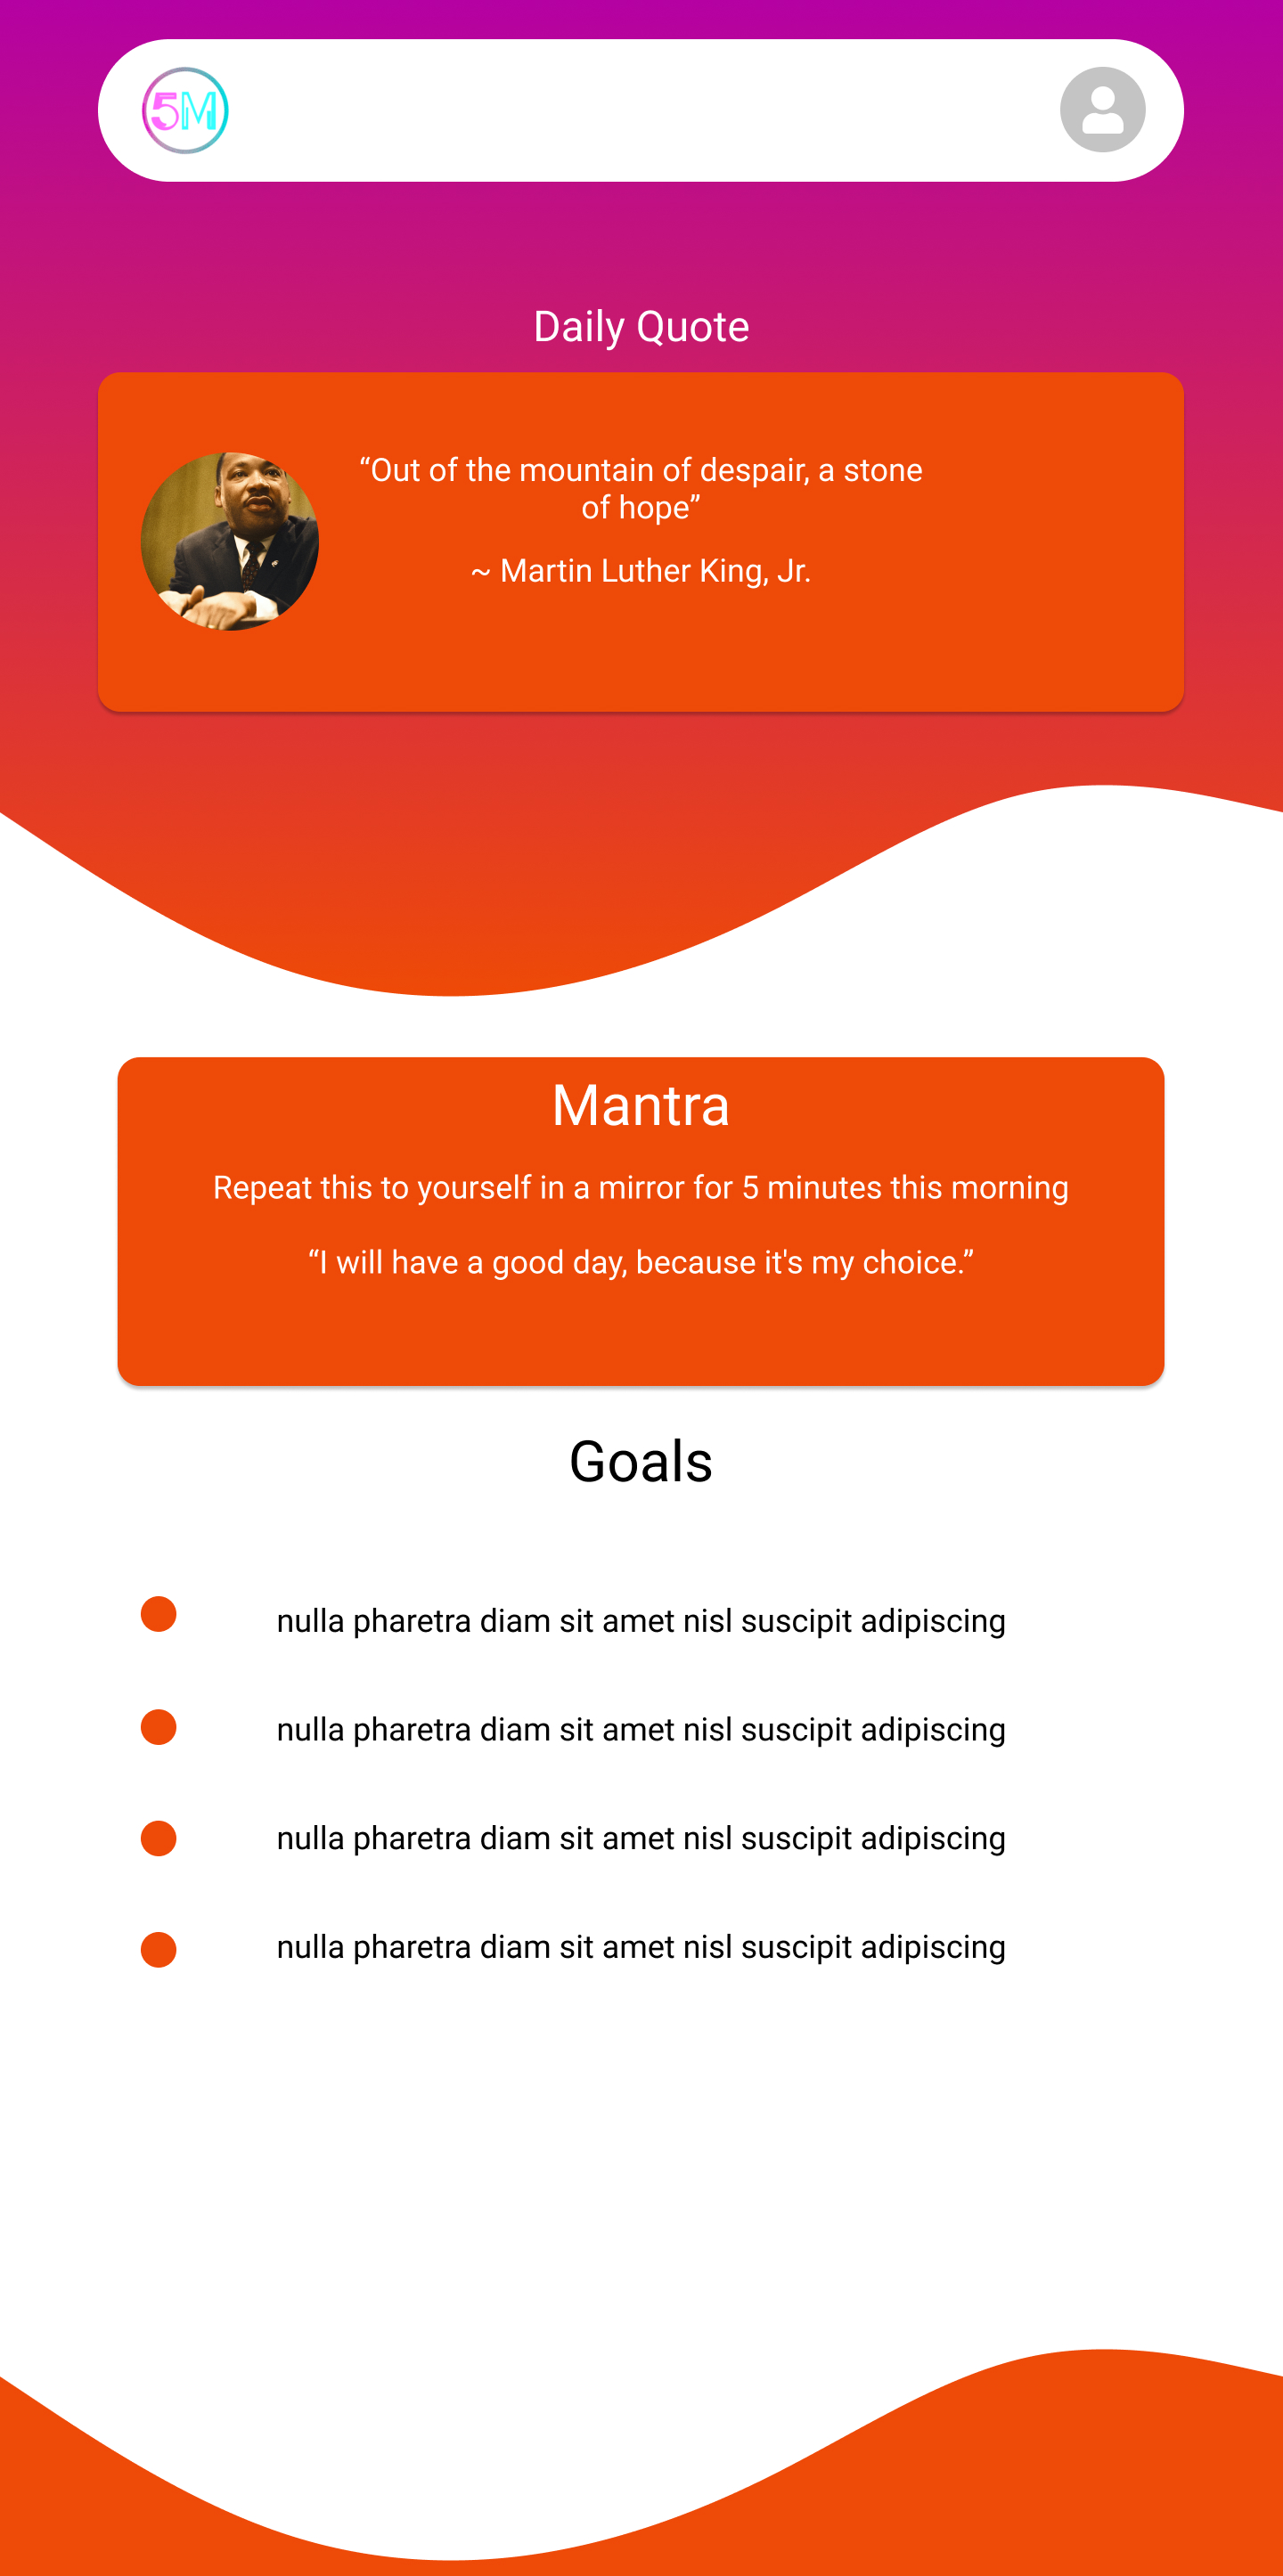 5M
Daily Quote
“Out of the mountain of despair, a stone
of hope”
~ Martin Luther King, Jr.
Mantra
Repeat this to yourself in a mirror for 5 minutes this morning
“I will have a good day, because it's my choice.”
Goals
nulla pharetra diam sit amet nisl suscipit adipiscing
nulla pharetra diam sit amet nisl suscipit adipiscing
nulla pharetra diam sit amet nisl suscipit adipiscing
nulla pharetra diam sit amet nisl suscipit adipiscing